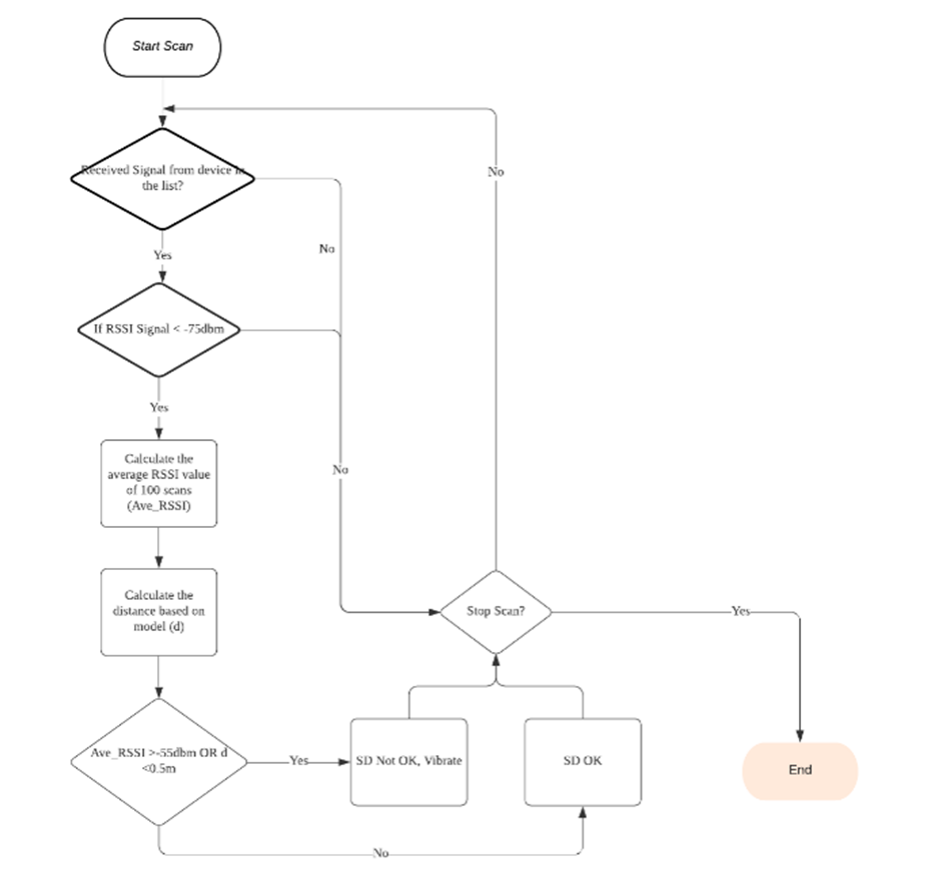 Start Scan
Received Signal from device in
the list?
No
No
Yes
If RSSI Signal < -75dbm
Yes
Calculate the
average RSSI value
of 100 scans
(Ave_RSSI)
No
Calculate the
distance based on
model (d)
Stop Scan?
Yes
Ave_RSSI >-55dbm OR d
<0.5m
Yes
SD Not OK, Vibrate
SD OK
End
No